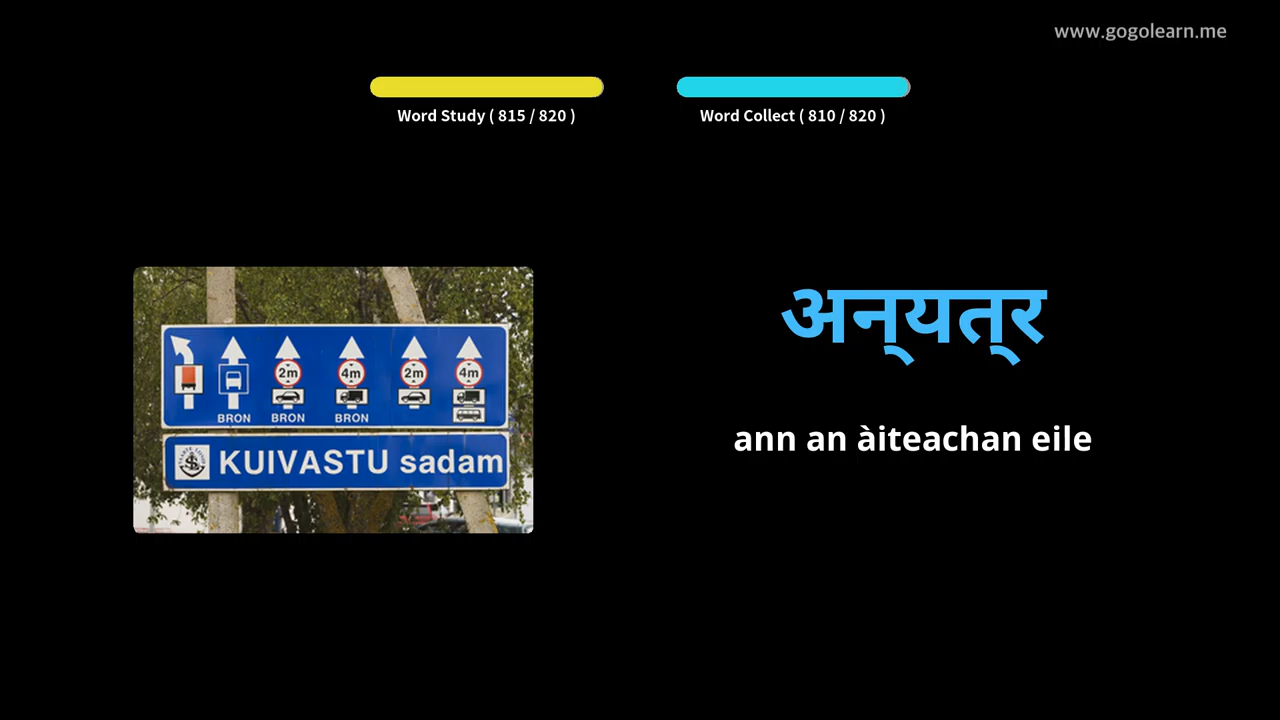 www.gogolearn.me
Word Study ( 815 / 820 )
Word Collect ( 810 / 820 )
अन्‌यत्‌र
ann an àiteachan eile
2m 4m 2m 4m
BRON BRON BRON
KUIVASTU sadam